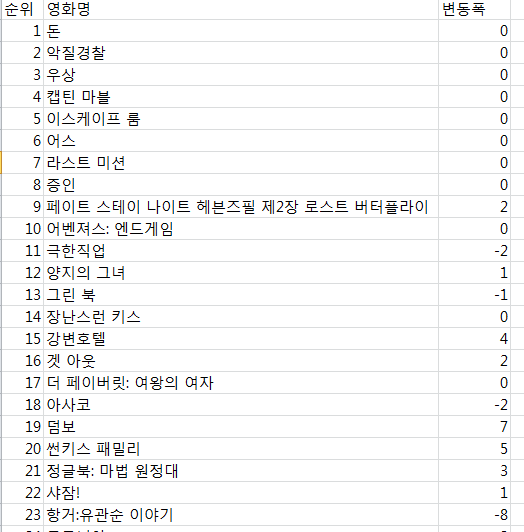 순위 영화명 변동폭
1 돈 0
2 악질경찰 0
3 우상 0
4 캡틴 마블 0
5 이스케이프 룸 0
6 어스 0
7 라스트 미션 0
8 증인 0
9 페이트 스테이 나이트 헤븐즈필 제2장 로스트 버터플라이 2
10 어벤져스: 엔드게임 0
11 극한직업 -2
12 양지의 그녀 1
13 그린 북 -1
14 장난스런 키스 0
15 강변호텔 4
16 겟 아웃 2
17 더 페이버릿: 여왕의 여자 0
18 아사코 -2
19 덤보 7
20 썬키스 패밀리 5
21 정글북: 마법 원정대 3
22 샤잠! 1
23 항거:유관순 이야기 -8